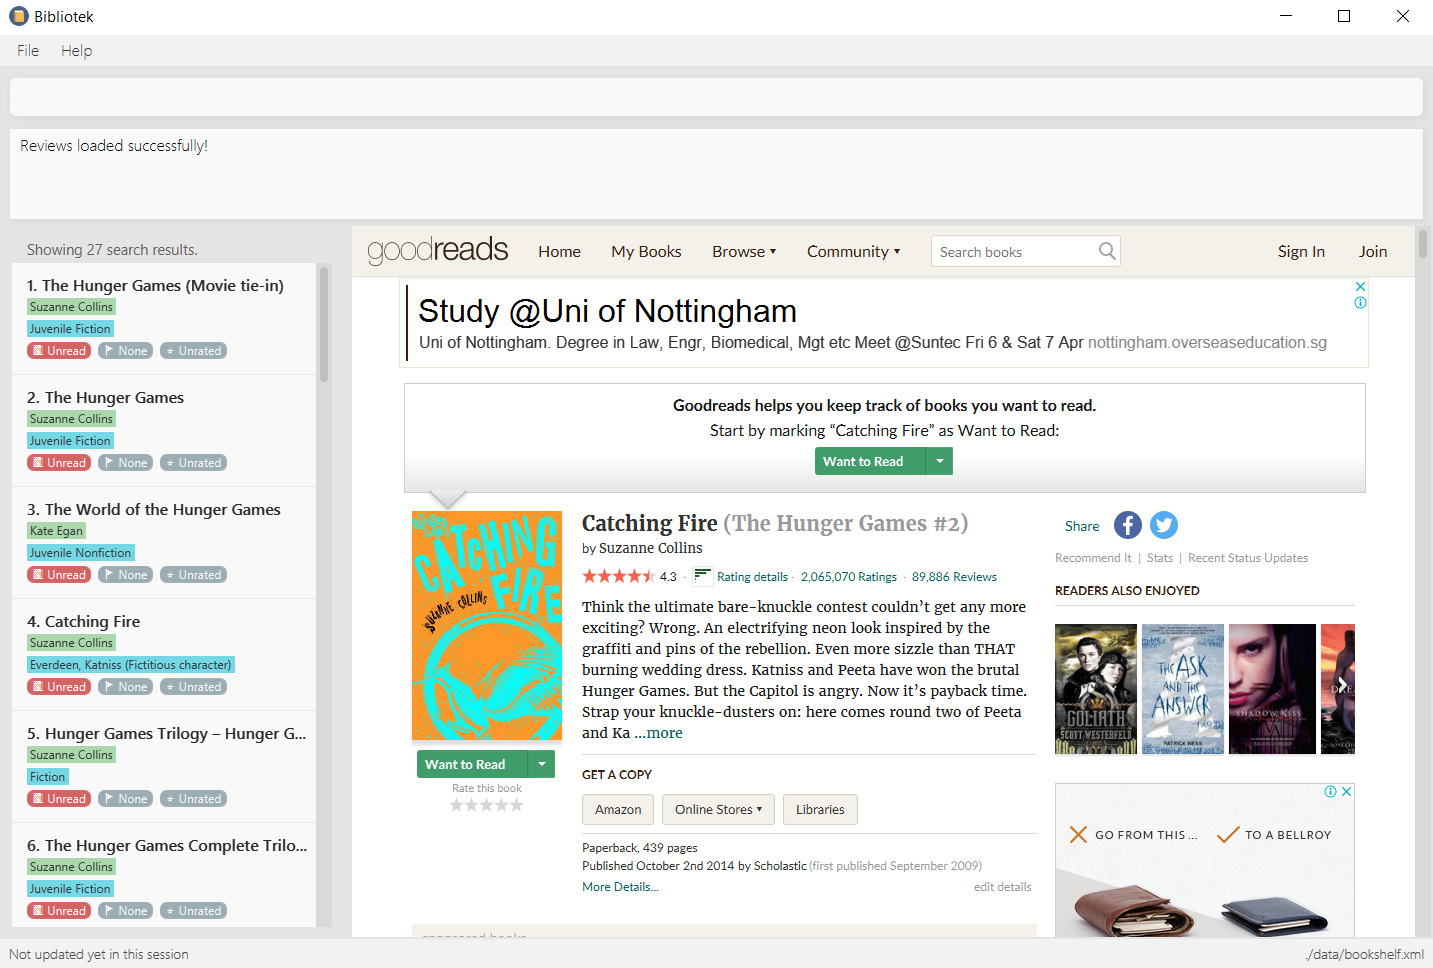 Bibliotek
File Help
Reviews loaded successfully!
Showing 27 search results.
1. The Hunger Games (Movie tie-in)
Suzanne Collins
Juvenile Fiction
Unread None Unrated
2. The Hunger Games
Suzanne Collins
Juvenile Fiction
Unread None Unrated
3. The World of the Hunger Games
Kate Egan
Juvenile Nonfiction
Unread None Unrated
4. Catching Fire
Suzanne Collins
Everdeen, Katniss (Fictitious character)
Unread None Unrated
5. Hunger Games Trilogy – Hunger G...
Suzanne Collins
Fiction
Unread None Unrated
6. The Hunger Games Complete Trilo...
Suzanne Collins
Juvenile Fiction
Unread None Unrated
goodreads Home My Books Browse Community Search books Sign In Join
Study @Uni of Nottingham
Uni of Nottingham. Degree in Law, Engr, Biomedical, Mgt etc Meet @Suntec Fri 6 & Sat 7 Apr nottingham.overseaseducation.sg
Goodreads helps you keep track of books you want to read.
Start by marking “Catching Fire” as Want to Read:
Want to Read
CATCHING
FIRE
SUZANNE COLLINS
Want to Read
Rate this book
Catching Fire (The Hunger Games #2)
by Suzanne Collins
4.3 · Rating details · 2,065,070 Ratings · 89,886 Reviews
Think the ultimate bare-knuckle contest couldn’t get any more
exciting? Wrong. An electrifying neon look inspired by the
graffiti and pins of the rebellion. Even more sizzle than THAT
burning wedding dress. Katniss and Peeta have won the brutal
Hunger Games. But the Capitol is angry. Now it’s payback time.
Strap your knuckle-dusters on: here comes round two of Peeta
and Ka ...more
GET A COPY
Amazon Online Stores Libraries
Paperback, 439 pages
Published October 2nd 2014 by Scholastic (first published September 2009)
More Details... edit details
Share
Recommend It | Stats | Recent Status Updates
READERS ALSO ENJOYED
GOLIATH
SCOTT WESTERFELD
THE ASK
AND THE
ANSWER
PATRICK NESS
SHADOW KISS
GO FROM THIS ... TO A BELLROY
sponsored books
Not updated yet in this session ./data/bookshelf.xml